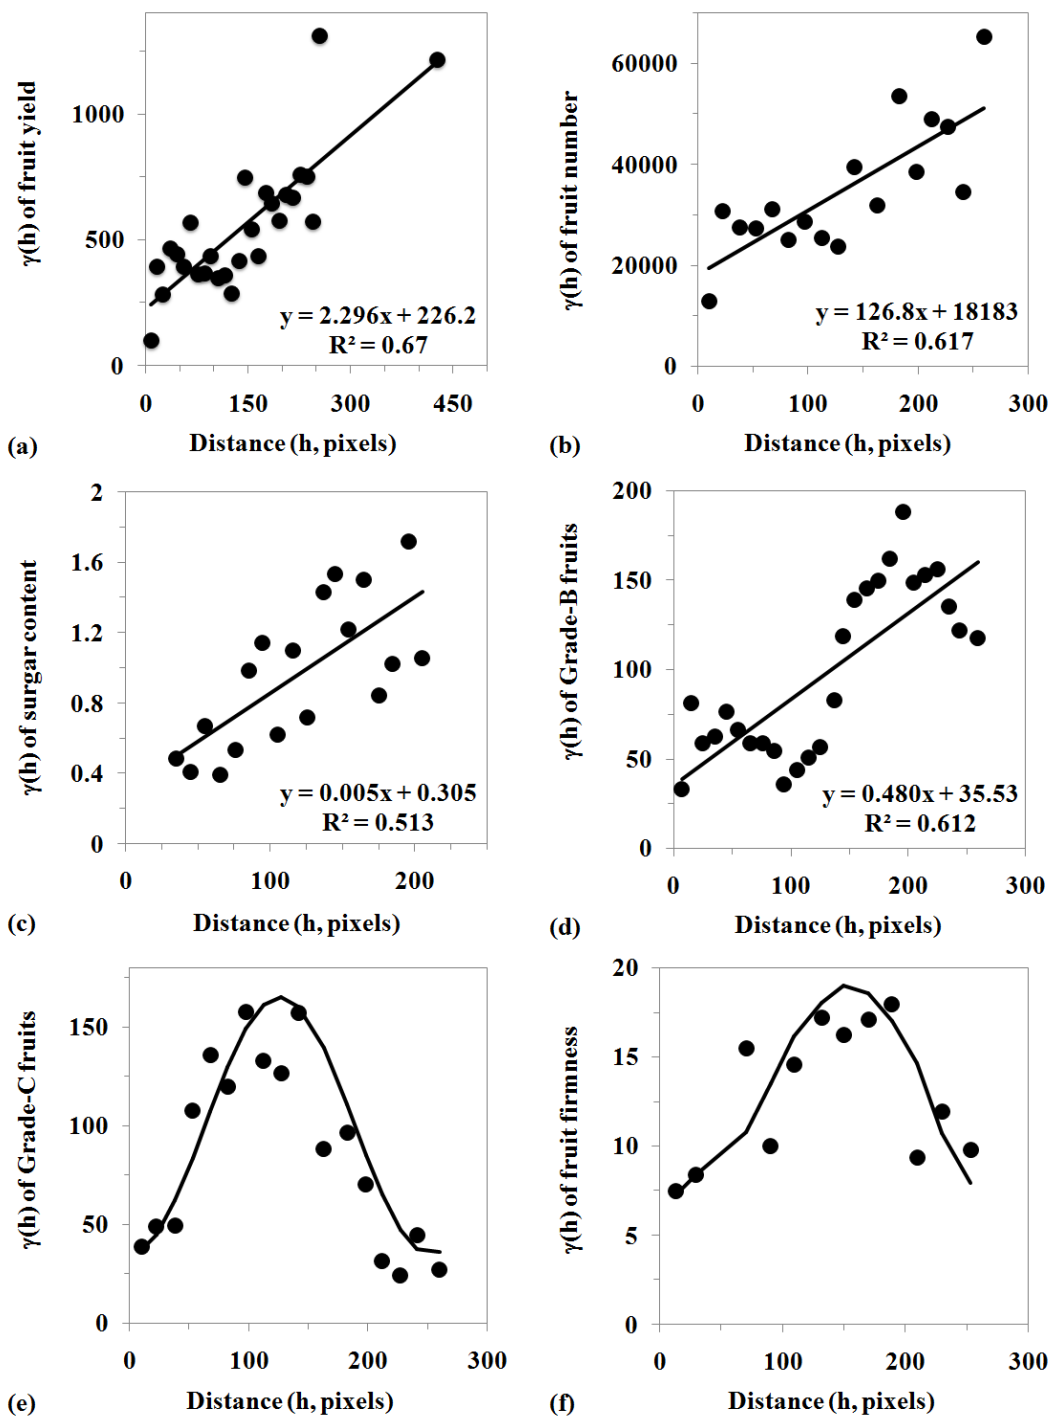 γ(h) of fruit yield
1000
500
0
0 150 300 450
y = 2.296x + 226.2
R² = 0.67
(a) Distance (h, pixels)
γ(h) of fruit number
60000
40000
20000
0
0 100 200 300
y = 126.8x + 18183
R² = 0.617
(b) Distance (h, pixels)
γ(h) of surgar content
2
1.6
1.2
0.8
0.4
0
0 100 200
y = 0.005x + 0.305
R² = 0.513
(c) Distance (h, pixels)
γ(h) of Grade-B fruits
200
150
100
50
0
0 100 200 300
y = 0.480x + 35.53
R² = 0.612
(d) Distance (h, pixels)
γ(h) of Grade-C fruits
150
100
50
0
0 100 200 300
(e) Distance (h, pixels)
γ(h) of fruit firmness
20
15
10
5
0
0 100 200 300
(f) Distance (h, pixels)